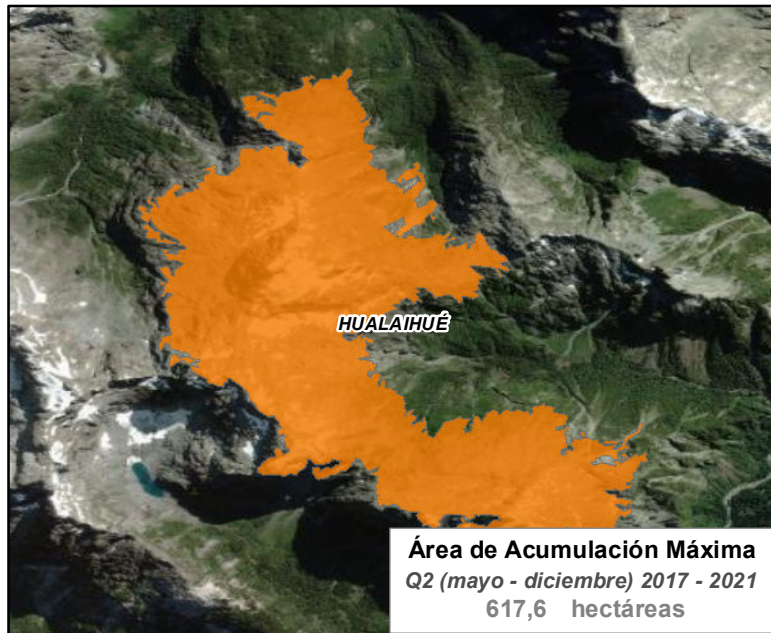 HUALAIHUÉ
Área de Acumulación Máxima
Q2 (mayo - diciembre) 2017 - 2021
617,6 hectáreas